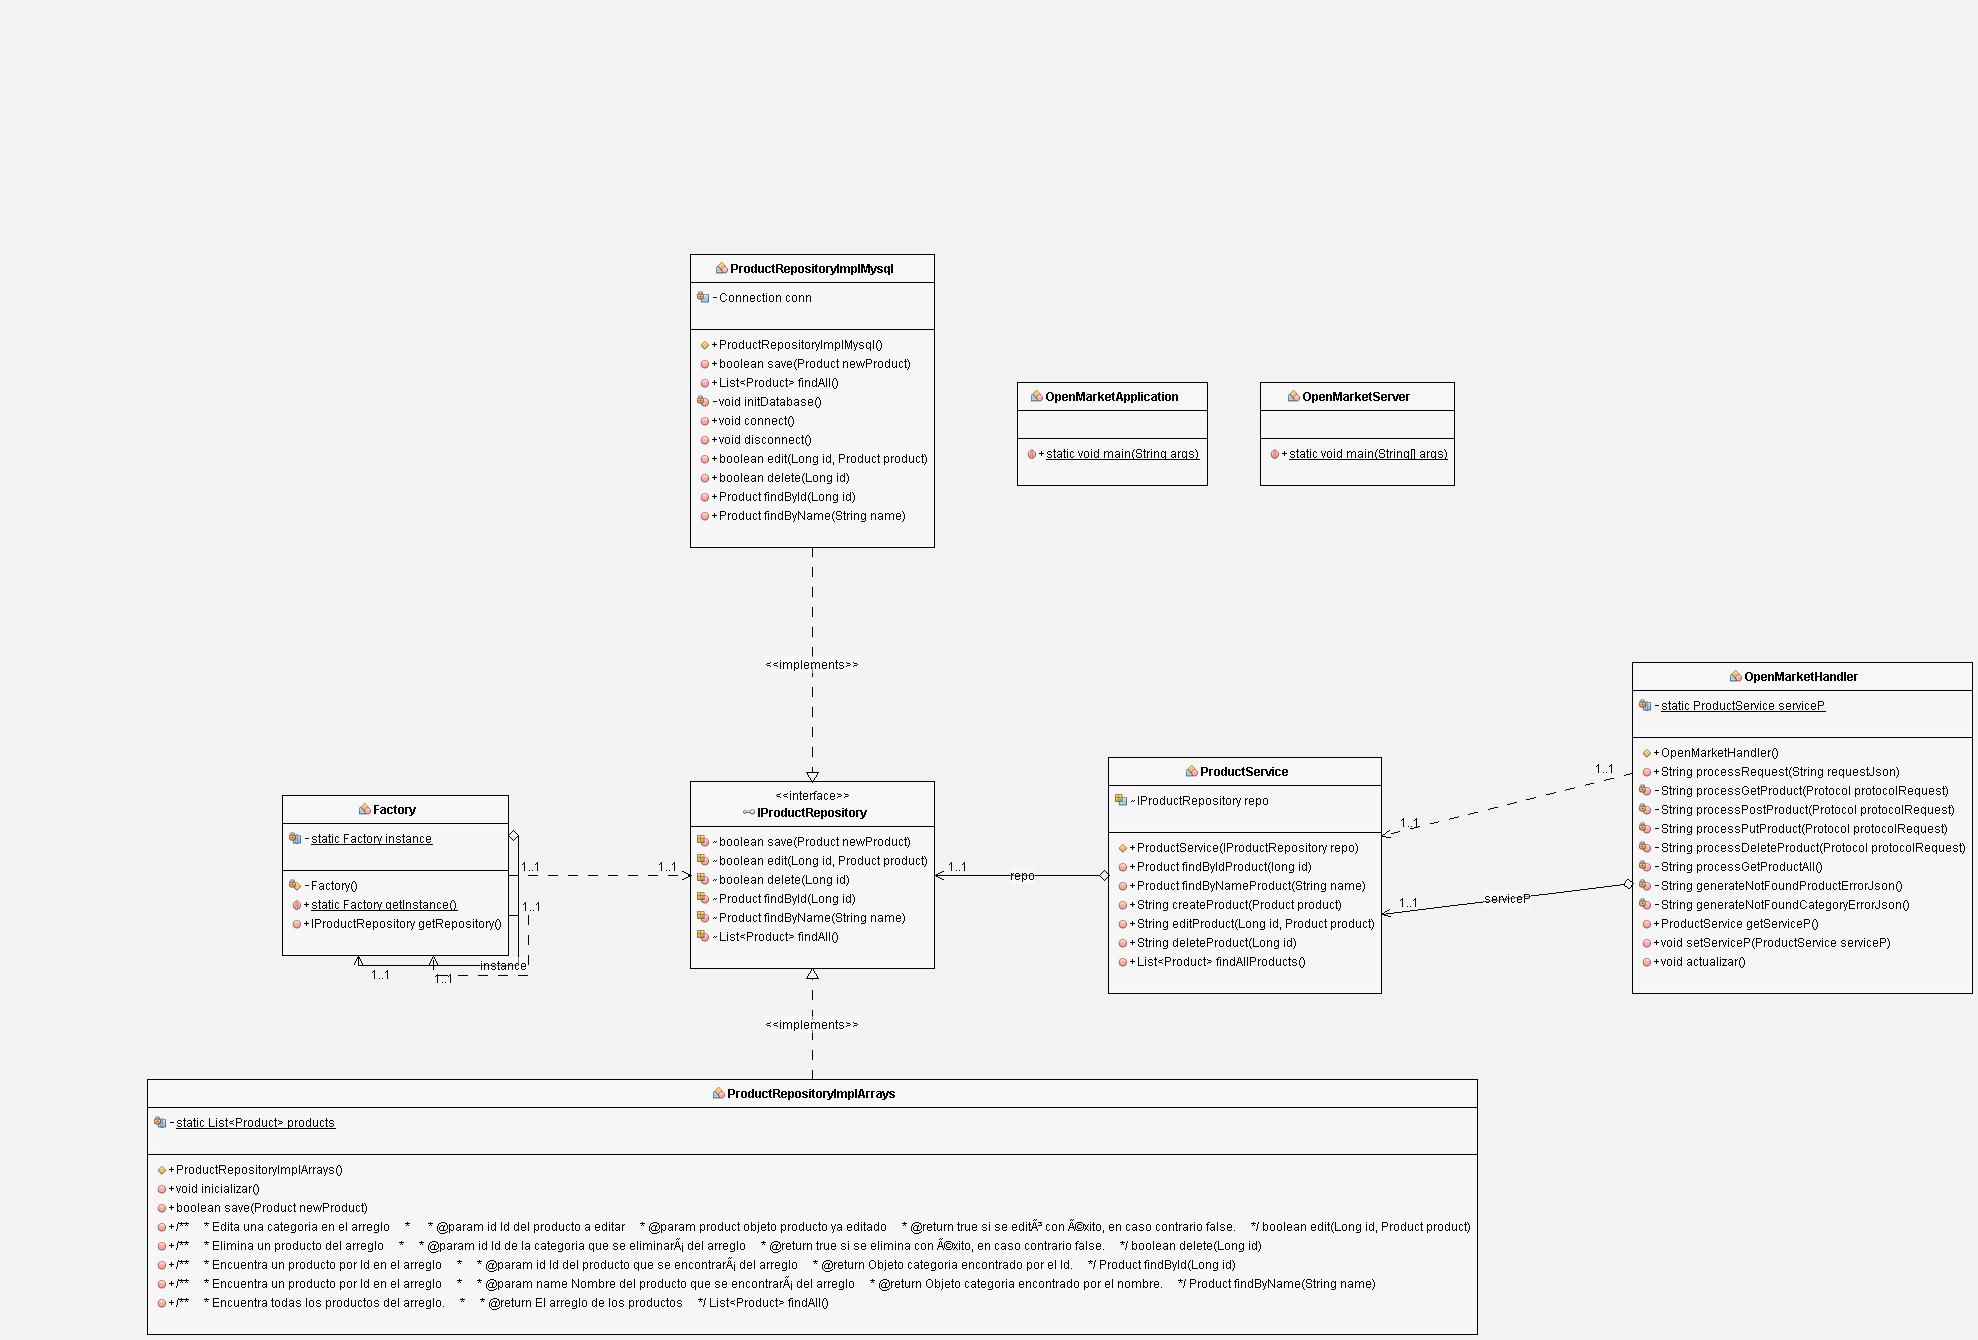 ProductRepositoryImplMysql
-Connection conn
+ProductRepositoryImplMysql()
+boolean save(Product newProduct)
+List<Product> findAll()
-void initDatabase()
+void connect()
+void disconnect()
+boolean edit(Long id, Product product)
+boolean delete(Long id)
+Product findById(Long id)
+Product findByName(String name)
OpenMarketApplication
+static void main(String args)
OpenMarketServer
+static void main(String[] args)
<<implements>>
Factory
-static Factory instance
-Factory()
+static Factory getInstance()
+IProductRepository getRepository()
1..1
1..1
1..1
instance
1..1
1..1
<<interface>>
IProductRepository
~boolean save(Product newProduct)
~boolean edit(Long id, Product product)
~boolean delete(Long id)
~Product findById(Long id)
~Product findByName(String name)
~List<Product> findAll()
1..1
repo
ProductService
~IProductRepository repo
+ProductService(IProductRepository repo)
+Product findByIdProduct(long id)
+Product findByNameProduct(String name)
+String createProduct(Product product)
+String editProduct(Long id, Product product)
+String deleteProduct(Long id)
+List<Product> findAllProducts()
1..1
1..1
1..1
serviceP
OpenMarketHandler
-static ProductService serviceP
+OpenMarketHandler()
+String processRequest(String requestJson)
-String processGetProduct(Protocol protocolRequest)
-String processPostProduct(Protocol protocolRequest)
-String processPutProduct(Protocol protocolRequest)
-String processDeleteProduct(Protocol protocolRequest)
-String processGetProductAll()
-String generateNotFoundProductErrorJson()
-String generateNotFoundCategoryErrorJson()
+ProductService getServiceP()
+void setServiceP(ProductService serviceP)
+void actualizar()
<<implements>>
ProductRepositoryImplArrays
-static List<Product> products
+ProductRepositoryImplArrays()
+void inicializar()
+boolean save(Product newProduct)
+/** * Edita una categoria en el arreglo * * @param id Id del producto a editar * @param product objeto producto ya editado * @return true si se editÃ³ con Ã©xito, en caso contrario false. */ boolean edit(Long id, Product product)
+/** * Elimina un producto del arreglo * * @param id Id de la categoria que se eliminarÃ¡ del arreglo * @return true si se elimina con Ã©xito, en caso contrario false. */ boolean delete(Long id)
+/** * Encuentra un producto por Id en el arreglo * * @param id Id del producto que se encontrarÃ¡ del arreglo * @return Objeto categoria encontrado por el Id. */ Product findById(Long id)
+/** * Encuentra un producto por Id en el arreglo * * @param name Nombre del producto que se encontrarÃ¡ del arreglo * @return Objeto categoria encontrado por el nombre. */ Product findByName(String name)
+/** * Encuentra todas los productos del arreglo. * * @return El arreglo de los productos */ List<Product> findAll()